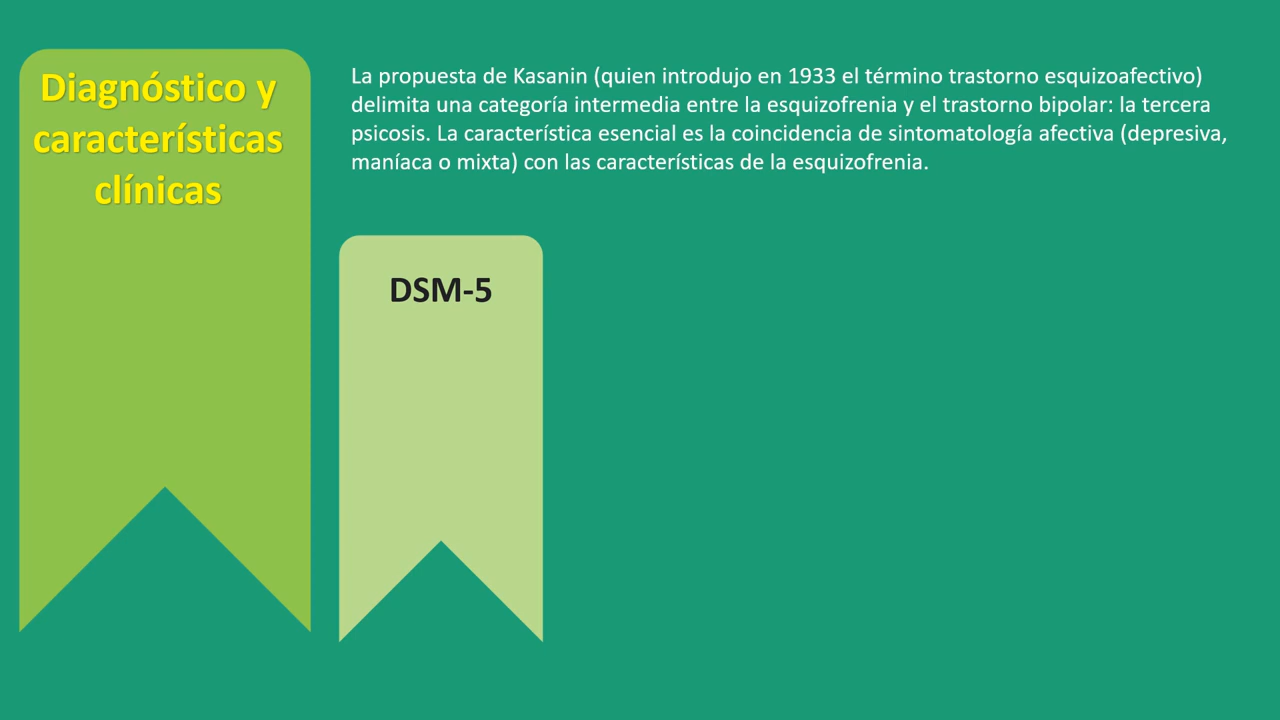 Diagnóstico y
características
clínicas
La propuesta de Kasanin (quien introdujo en 1933 el término trastorno esquizoafectivo)
delimita una categoría intermedia entre la esquizofrenia y el trastorno bipolar: la tercera
psicosis. La característica esencial es la coincidencia de sintomatología afectiva (depresiva,
maníaca o mixta) con las características de la esquizofrenia.
DSM-5